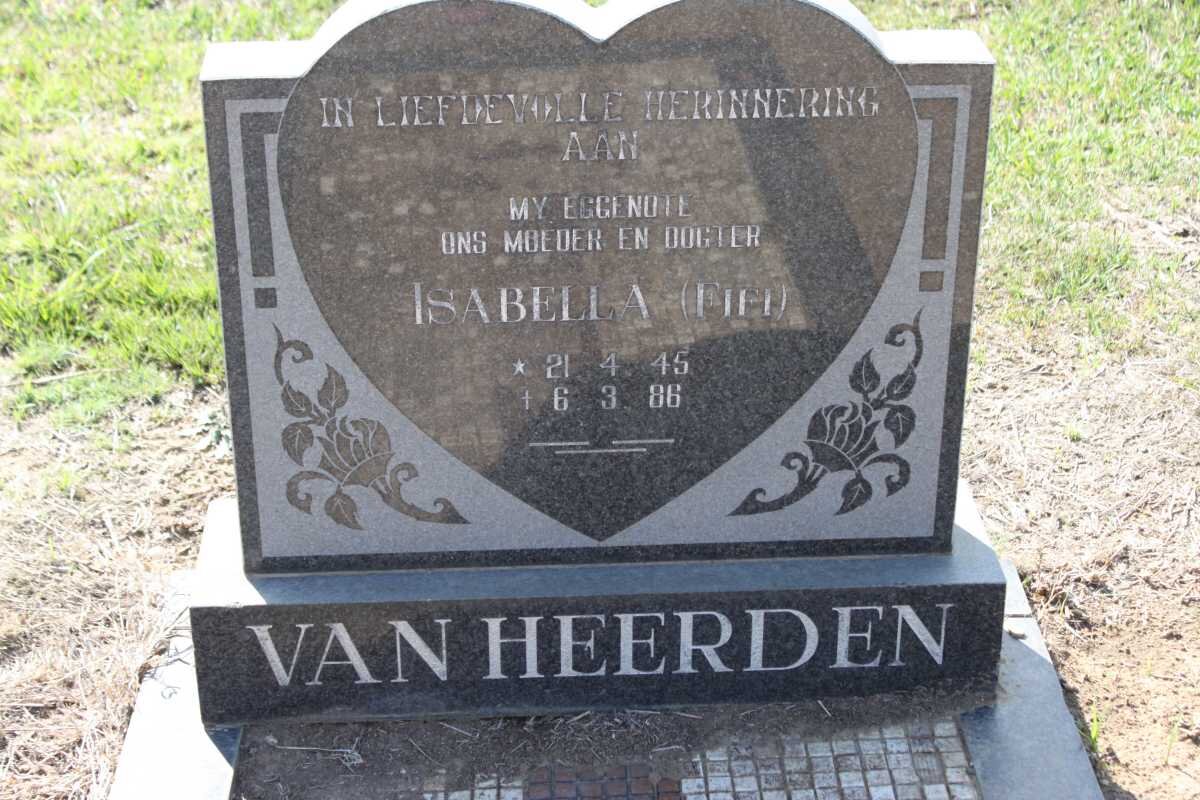 IN LIEFDEVOLLE HERINNERING
AAN
MY EGGENOTE
ONS MOEDER EN DOGTER
ISABELLA (FIFI)
★ 21 4 45
† 6 3 86
VAN HEERDEN